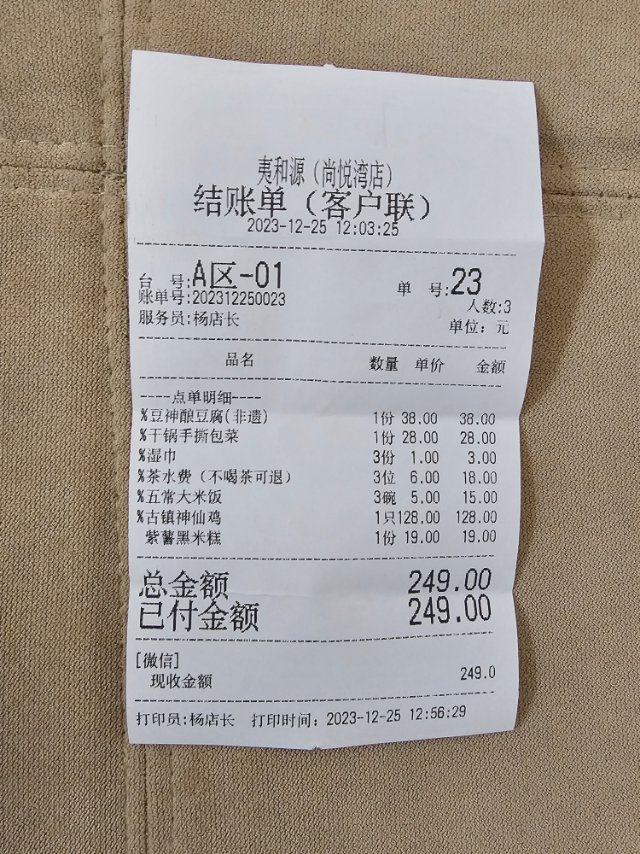 夷和源（尚悦湾店）
结账单（客户联）
2023-12-25 12:03:25
台 号:A区-01 单 号:23
账单号:202312250023 人数:3
服务员:杨店长 单位：元
品名 数量 单价 金额
----点单明细----
%豆神酿豆腐(非遗) 1份 38.00 38.00
%干锅手撕包菜 1份 28.00 28.00
%湿巾 3份 1.00 3.00
%茶水费（不喝茶可退） 3位 6.00 18.00
%五常大米饭 3碗 5.00 15.00
%古镇神仙鸡 1只128.00 128.00
紫薯黑米糕 1份 19.00 19.00
总金额 249.00
已付金额 249.00
[微信]
现收金额 249.0
打印员:杨店长 打印时间：2023-12-25 12:56:29